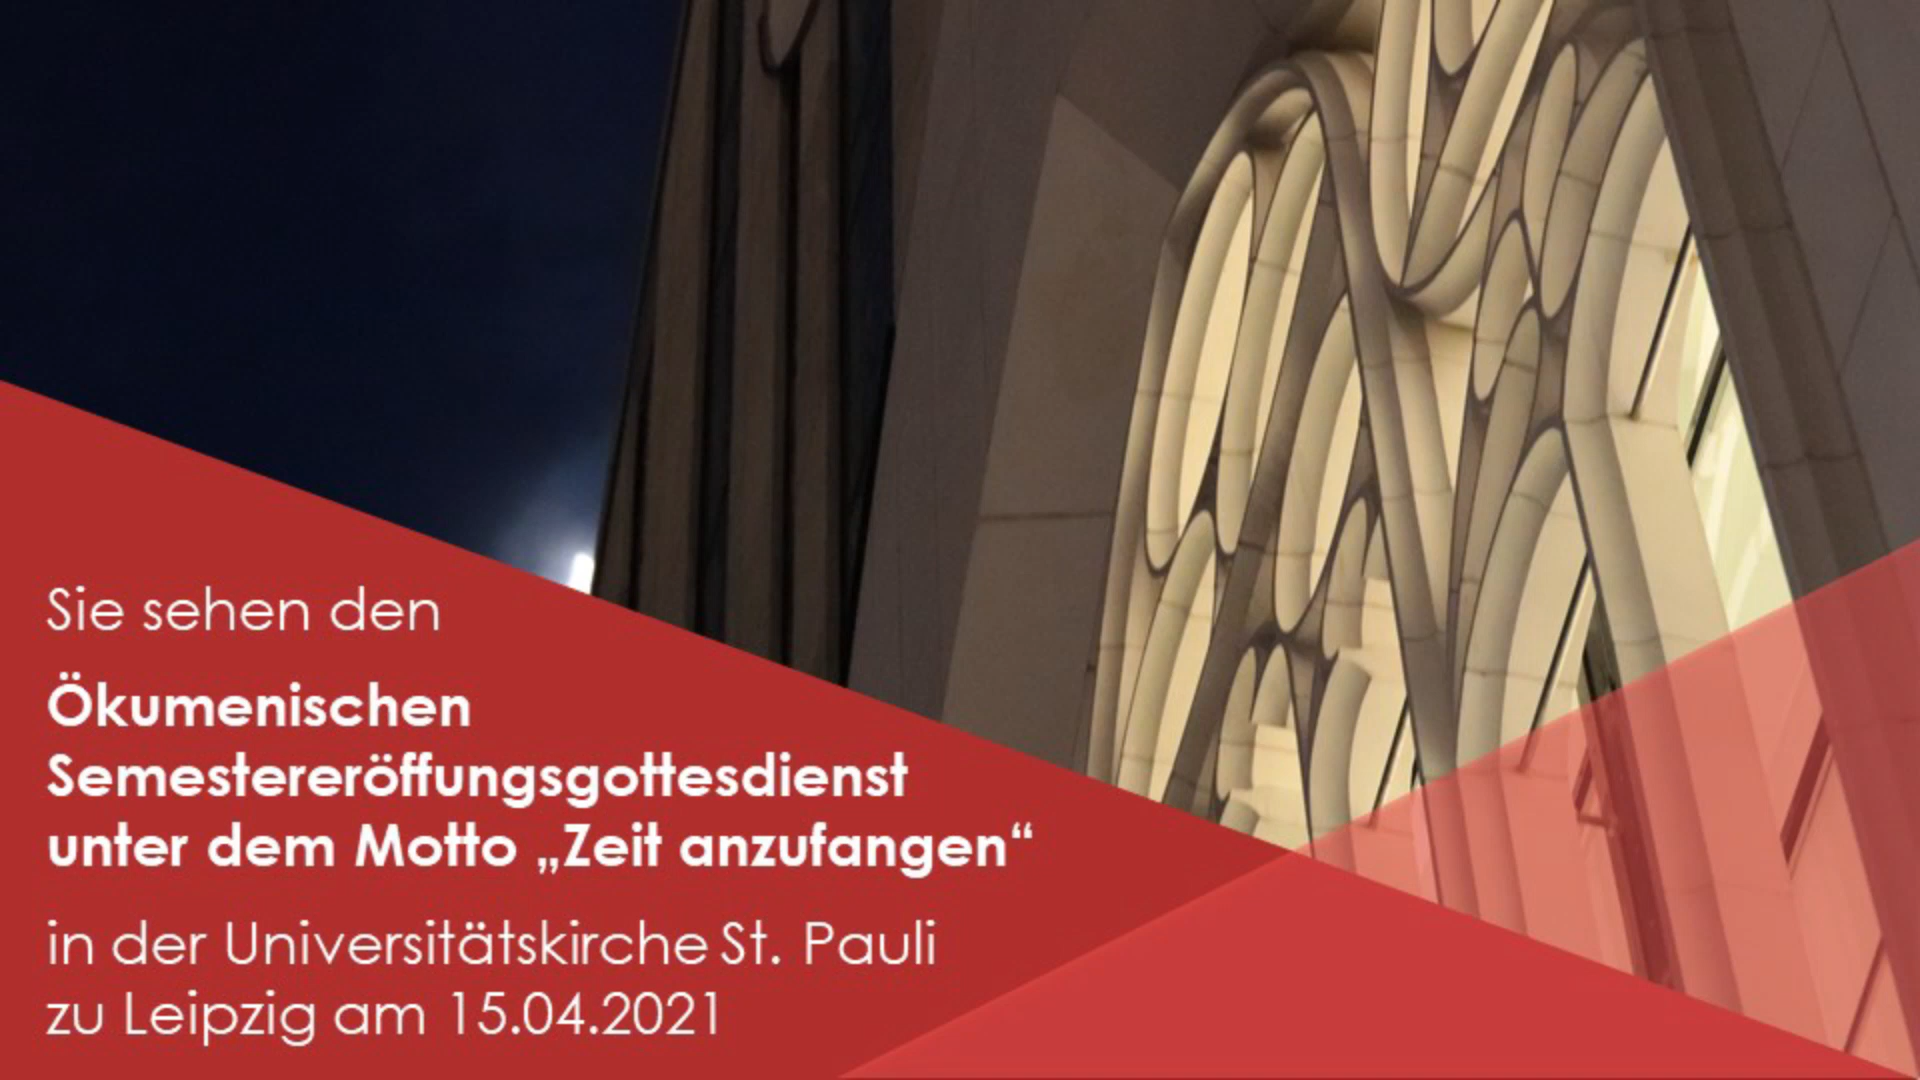 Sie sehen den
Ökumenischen
Semestereröffungsgottesdienst
unter dem Motto „Zeit anzufangen“
in der Universitätskirche St. Pauli
zu Leipzig am 15.04.2021